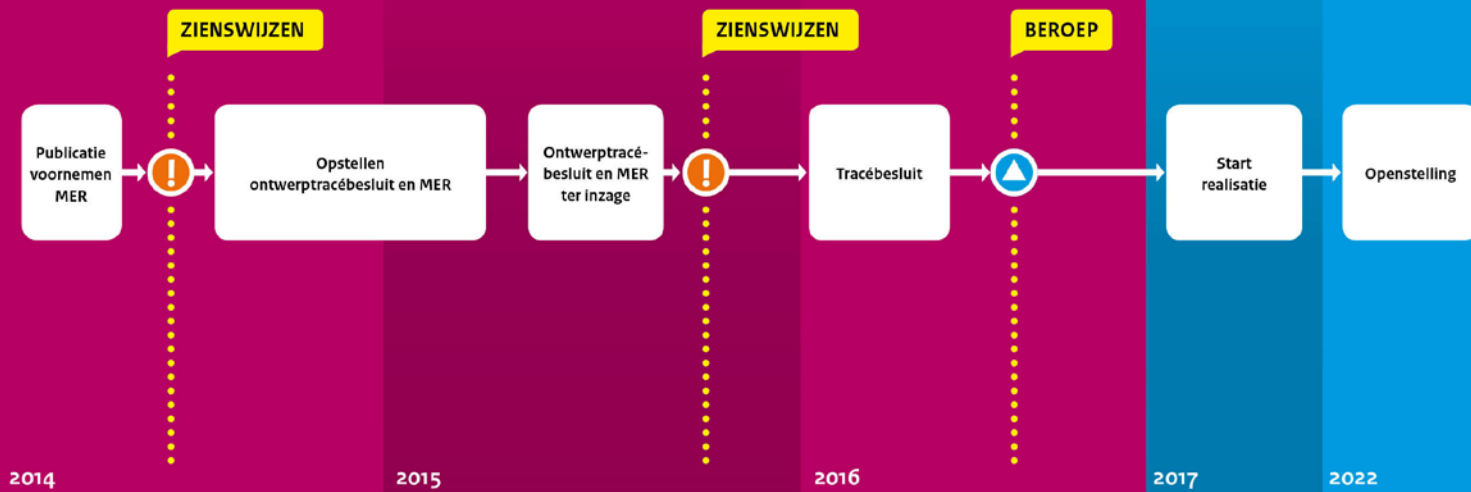 ZIENSWIJZEN
ZIENSWIJZEN
BEROEP
Publicatie
voornemen
MER
!
Opstellen
ontwerptracébesluit en MER
Ontwerptracé-
besluit en MER
ter inzage
!
Tracébesluit
Start
realisatie
Openstelling
2014
2015
2016
2017
2022